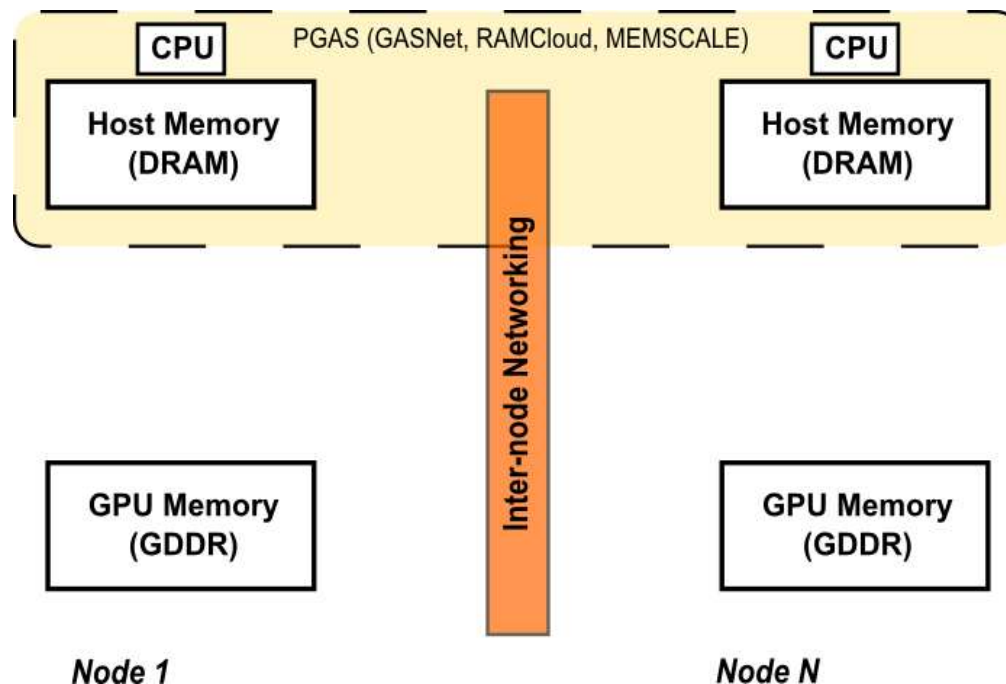 PGAS (GASNet, RAMCloud, MEMSCALE)
CPU
CPU
Host Memory
(DRAM)
Host Memory
(DRAM)
Inter-node Networking
GPU Memory
(GDDR)
GPU Memory
(GDDR)
Node 1
Node N